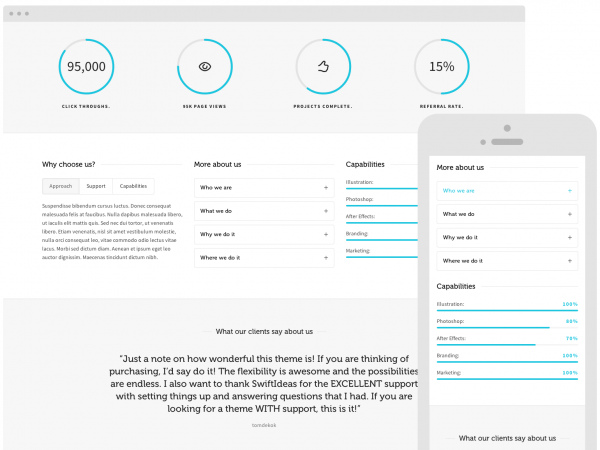 95,000
15%
CLICK THROUGHS.
95K PAGE VIEWS
PROJECTS COMPLETE.
REFERRAL RATE.
Why choose us?
Approach
Support
Capabilities
Suspendisse bibendum cursus luctus. Donec consequat
malesuada felis at faucibus. Nulla dapibus malesuada libero,
ut iaculis elit mattis quis. Sed nec dui tortor, ut venenatis
libero. Etiam venenatis, nisl sit amet vestibulum molestie,
nulla orci consequat leo, vitae commodo odio lectus vitae
lacus. Morbi sed dictum diam. Aenean et ipsum eget leo
auctor dignissim. Maecenas tincidunt dictum nibh.
More about us
Who we are +
What we do +
Why we do it +
Where we do it +
Capabilities
Illustration:
Photoshop:
After Effects:
Branding:
Marketing:
What our clients say about us
"Just a note on how wonderful this theme is! If you are thinking of
purchasing, I'd say do it! The flexibility is awesome and the possibilities
are endless. I also want to thank SwiftIdeas for the EXCELLENT support
with setting things up and answering questions that I had. If you are
looking for a theme WITH support, this is it!"
tomdebok
More about us
Who we are +
What we do +
Why we do it +
Where we do it +
Capabilities
Illustration: 100%
Photoshop: 80%
After Effects: 70%
Branding: 100%
Marketing: 100%
What our clients say about us